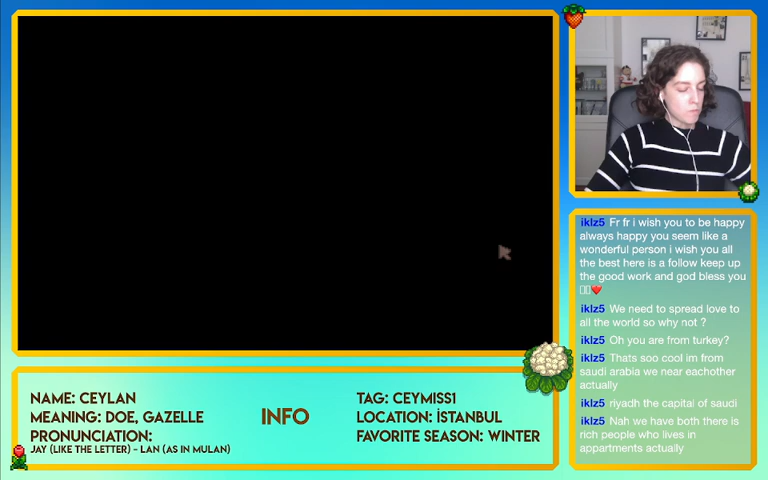 iklz5 Fr fr i wish you to be happy
always happy you seem like a
wonderful person i wish you all
the best here is a follow keep up
the good work and god bless you
❤️
iklz5 We need to spread love to
all the world so why not ?
iklz5 Oh you are from turkey?
iklz5 Thats soo cool im from
saudi arabia we near eachother
actually
iklz5 riyadh the capital of saudi
iklz5 Nah we have both there is
rich people who lives in
appartments actually
NAME: CEYLAN
MEANING: DOE, GAZELLE
PRONUNCIATION:
JAY (LIKE THE LETTER) - LAN (AS IN MULAN)
INFO
TAG: CEYMISS1
LOCATION: İSTANBUL
FAVORITE SEASON: WINTER